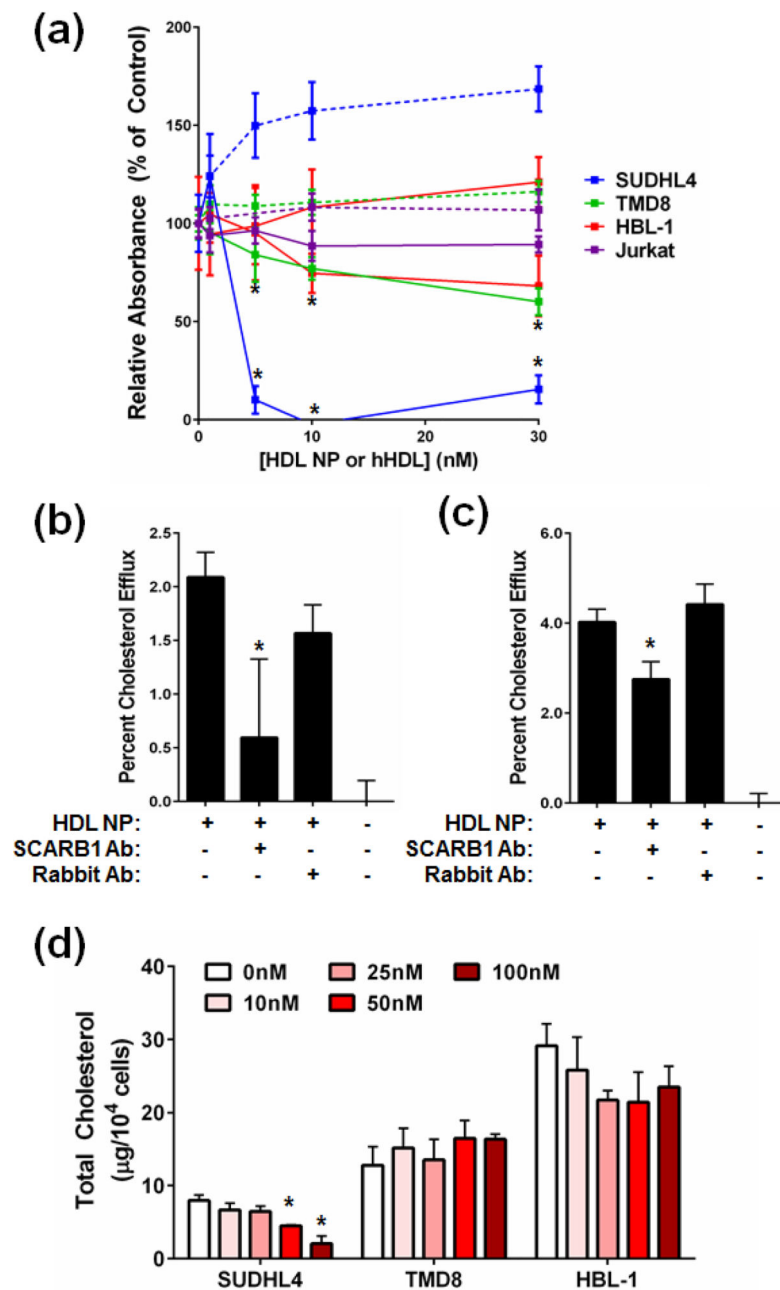 (a)
Relative Absorbance (% of Control)
200
150
100
50
0
0
10
20
30
[HDL NP or hHDL] (nM)
SUDHL4
TMD8
HBL-1
Jurkat
*
*
*
*
*
*
(b)
Percent Cholesterol Efflux
2.5
2.0
1.5
1.0
0.5
0.0
*
HDL NP: + + + -
SCARB1 Ab: - + - -
Rabbit Ab: - - + -
(c)
Percent Cholesterol Efflux
6.0
4.0
2.0
0.0
*
HDL NP: + + + -
SCARB1 Ab: - + - -
Rabbit Ab: - - + -
(d)
Total Cholesterol
(μg/10⁴ cells)
40
30
20
10
0
0nM
25nM
100nM
10nM
50nM
*
*
SUDHL4
TMD8
HBL-1